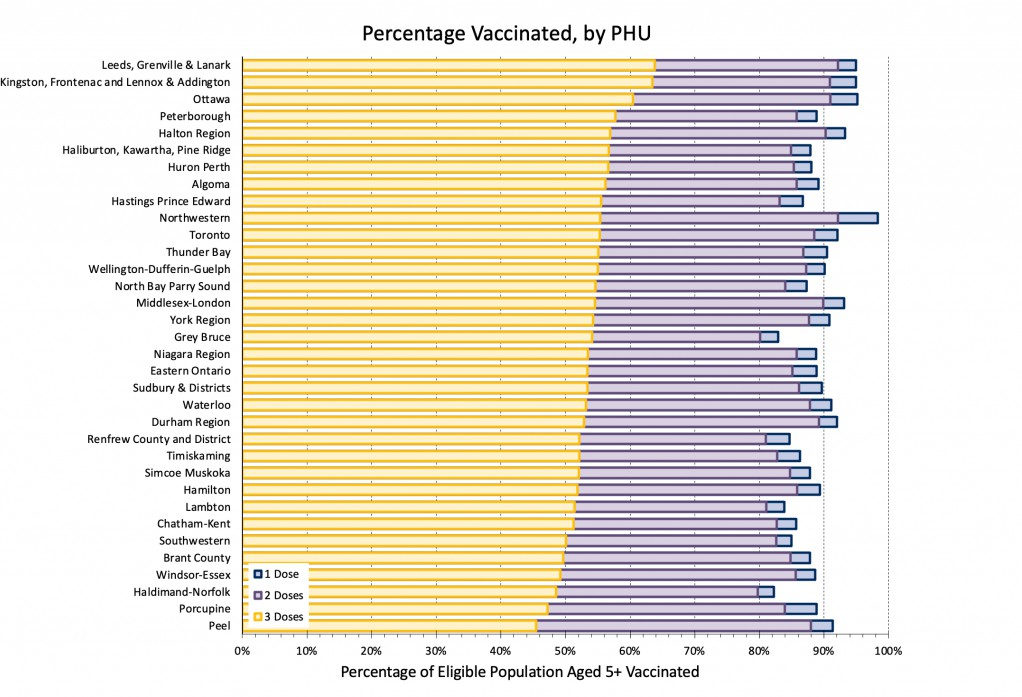 Percentage Vaccinated, by PHU
Leeds, Grenville & Lanark
Kingston, Frontenac and Lennox & Addington
Ottawa
Peterborough
Halton Region
Haliburton, Kawartha, Pine Ridge
Huron Perth
Algoma
Hastings Prince Edward
Northwestern
Toronto
Thunder Bay
Wellington-Dufferin-Guelph
North Bay Parry Sound
Middlesex-London
York Region
Grey Bruce
Niagara Region
Eastern Ontario
Sudbury & Districts
Waterloo
Durham Region
Renfrew County and District
Timiskaming
Simcoe Muskoka
Hamilton
Lambton
Chatham-Kent
Southwestern
Brant County
Windsor-Essex
Haldimand-Norfolk
Porcupine
Peel
1 Dose
2 Doses
3 Doses
0% 10% 20% 30% 40% 50% 60% 70% 80% 90% 100%
Percentage of Eligible Population Aged 5+ Vaccinated